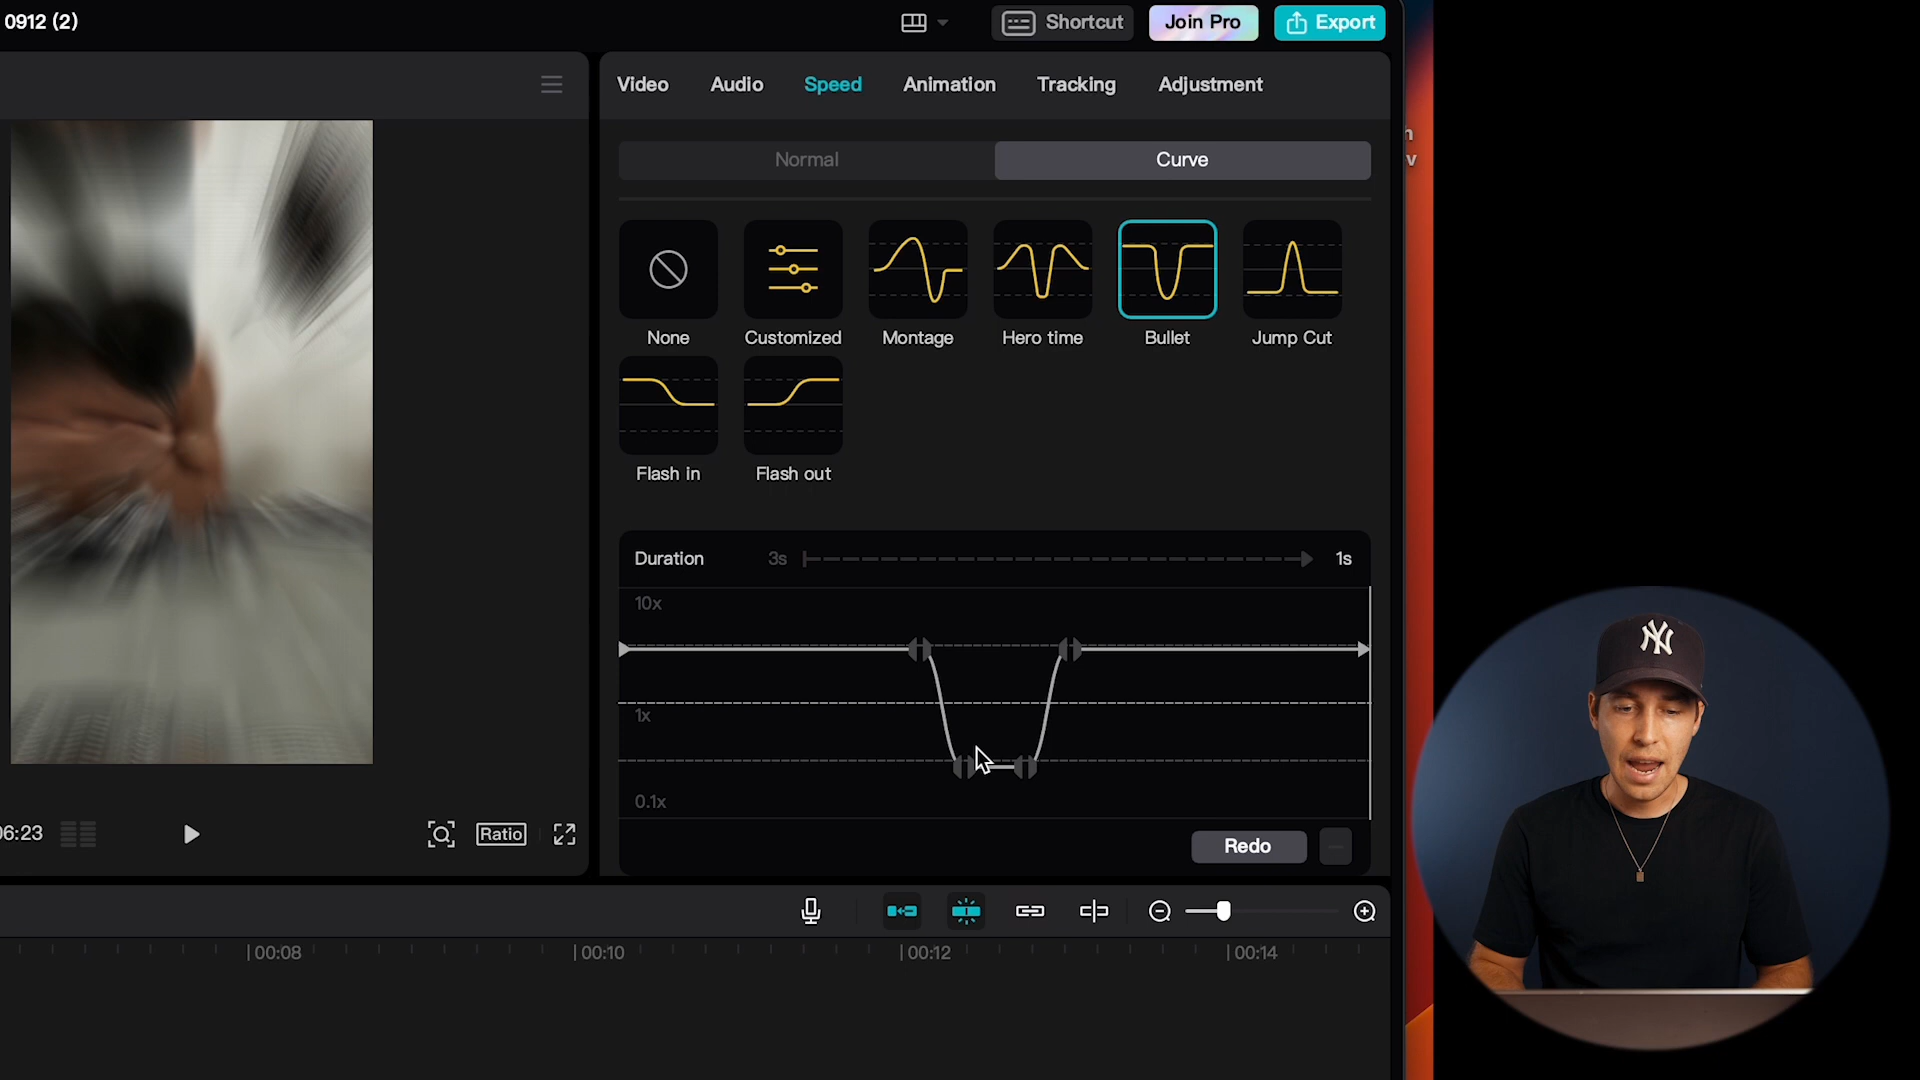 0912 (2)
Shortcut
Join Pro
Export
Video
Audio
Speed
Animation
Tracking
Adjustment
Normal
Curve
None
Customized
Montage
Hero time
Bullet
Jump Cut
Flash in
Flash out
Duration
3s
1s
10x
1x
0.1x
Redo
06:23
Ratio
00:08
00:10
00:12
00:14
n
v
NY